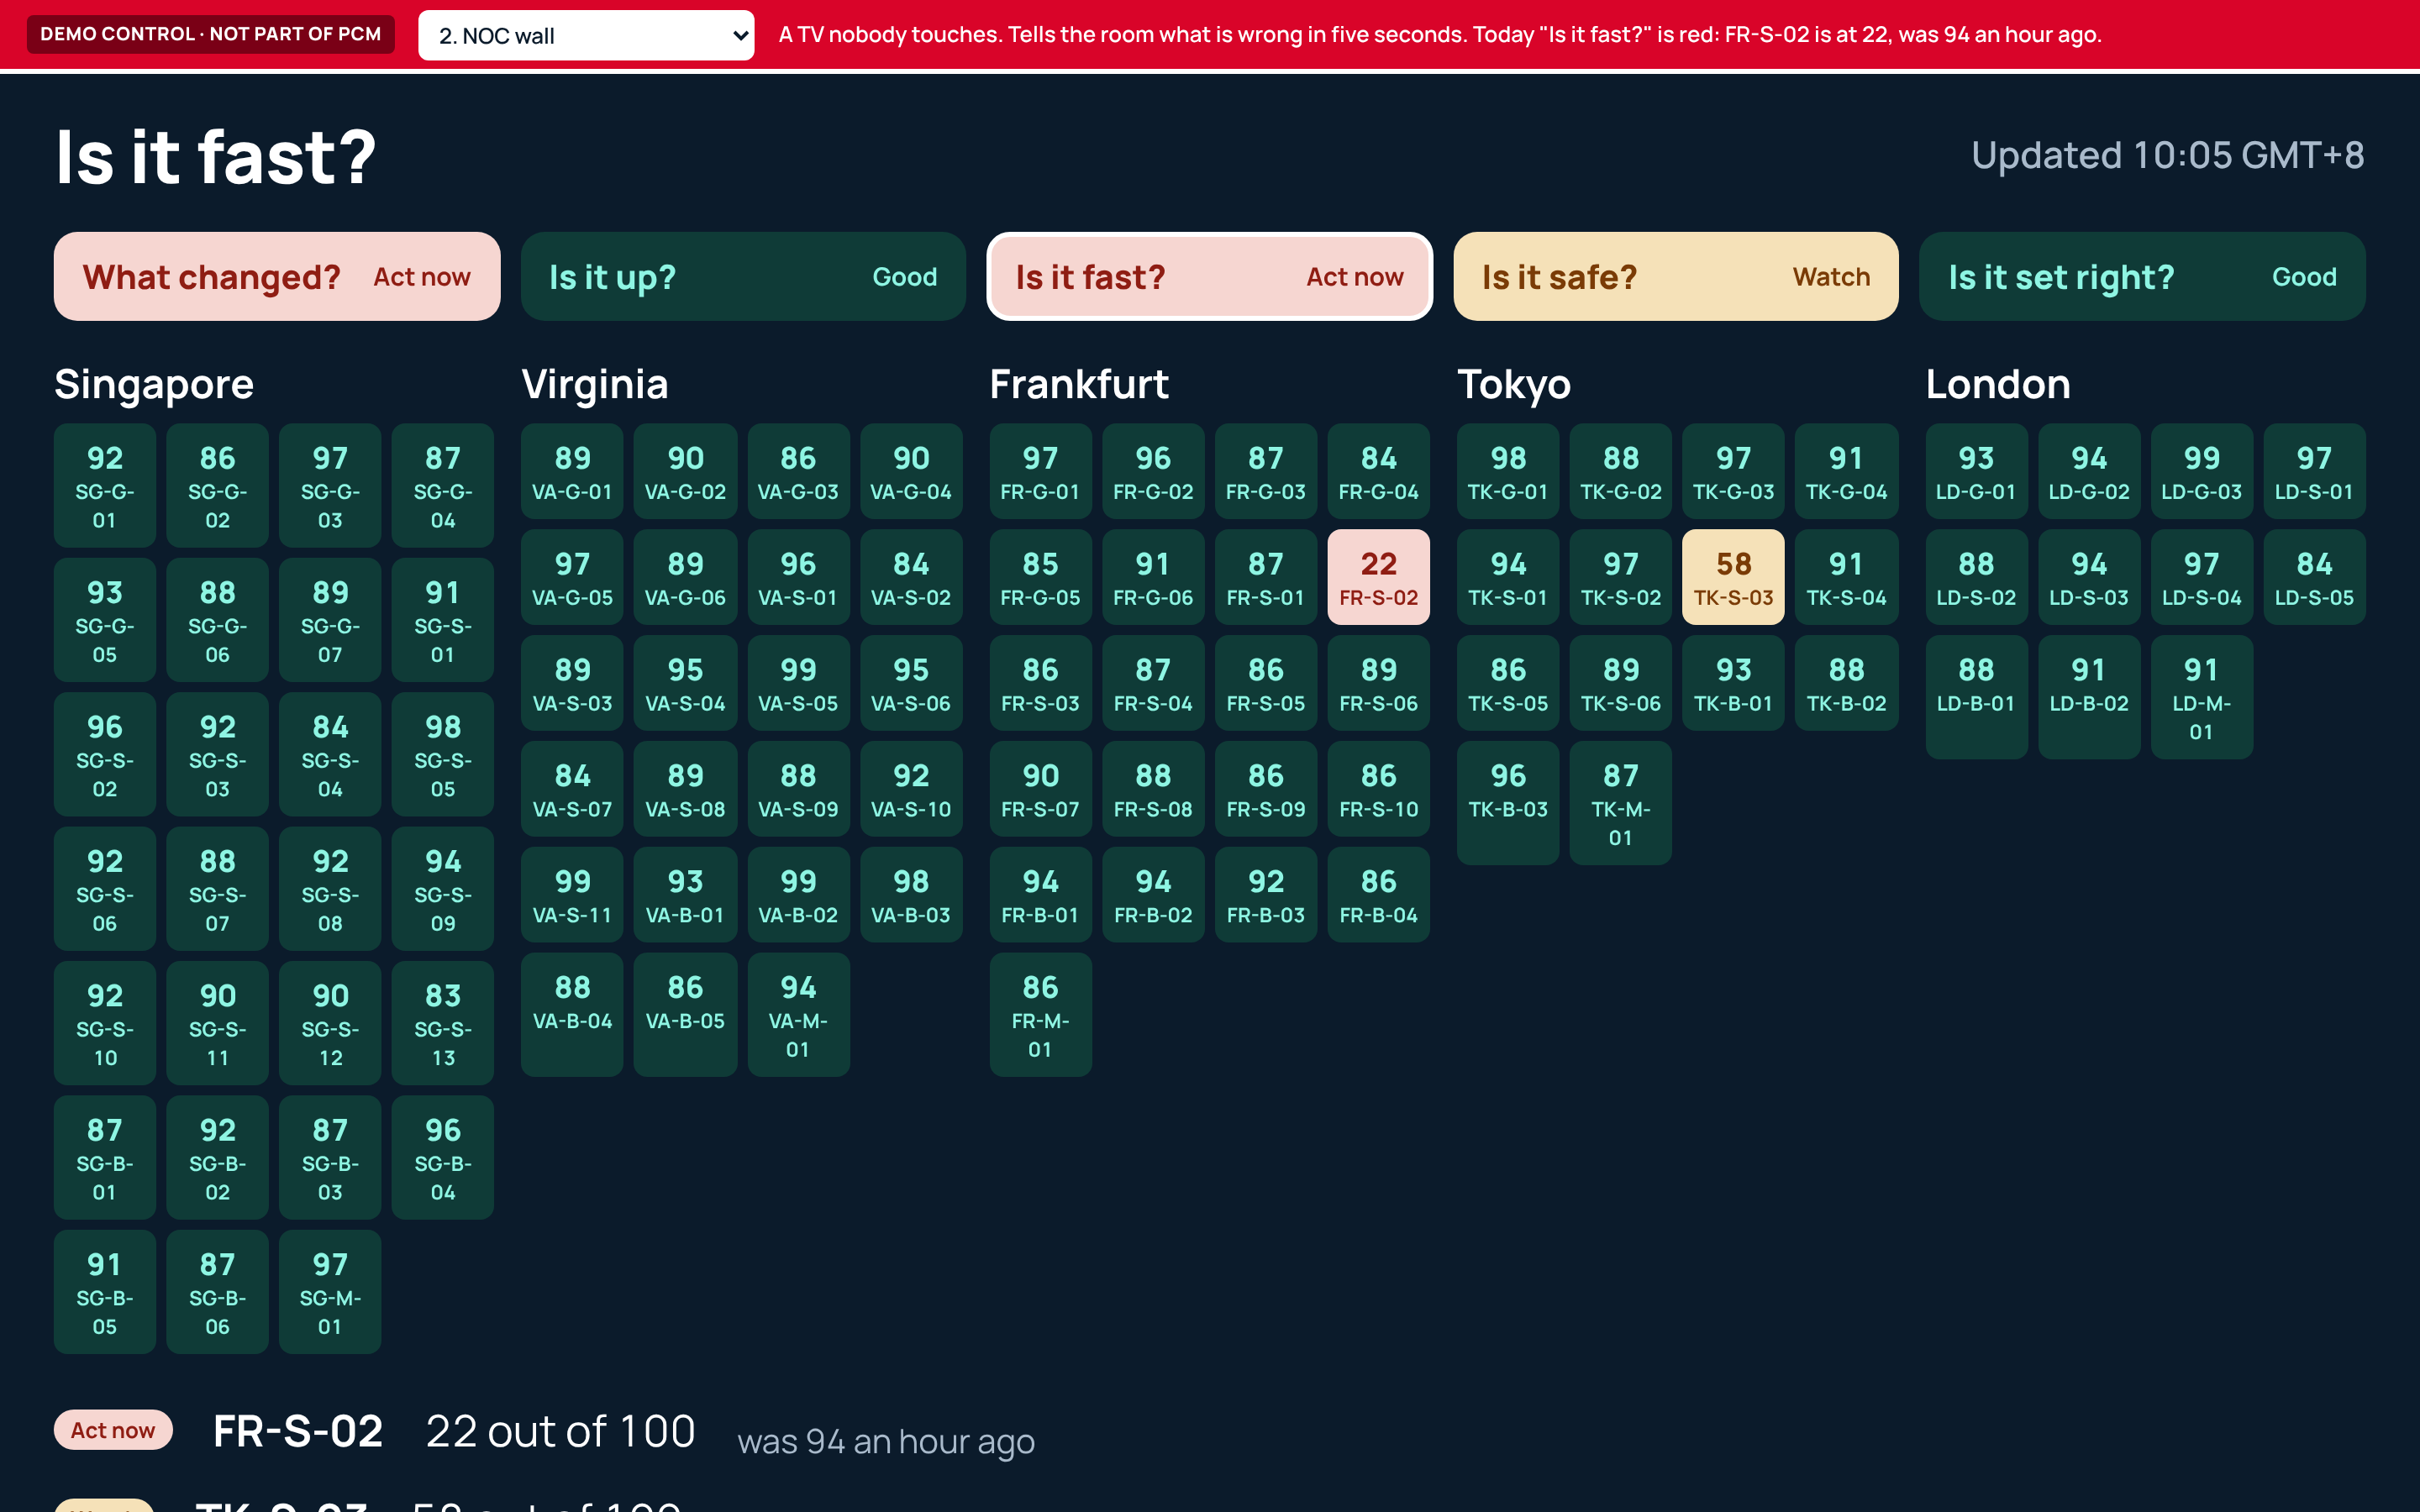 DEMO CONTROL · NOT PART OF PCM
2. NOC wall
A TV nobody touches. Tells the room what is wrong in five seconds. Today "Is it fast?" is red: FR-S-02 is at 22, was 94 an hour ago.
Is it fast?
Updated 10:05 GMT+8
What changed? Act now
Is it up? Good
Is it fast? Act now
Is it safe? Watch
Is it set right? Good
Singapore
92 86 97 87
SG-G-01 SG-G-02 SG-G-03 SG-G-04
93 88 89 91
SG-G-05 SG-G-06 SG-G-07 SG-S-01
96 92 84 98
SG-S-02 SG-S-03 SG-S-04 SG-S-05
92 88 92 94
SG-S-06 SG-S-07 SG-S-08 SG-S-09
92 90 90 83
SG-S-10 SG-S-11 SG-S-12 SG-S-13
87 92 87 96
SG-B-01 SG-B-02 SG-B-03 SG-B-04
91 87 97
SG-B-05 SG-B-06 SG-M-01
Virginia
89 90 86 90
VA-G-01 VA-G-02 VA-G-03 VA-G-04
97 89 96 84
VA-G-05 VA-G-06 VA-S-01 VA-S-02
89 95 99 95
VA-S-03 VA-S-04 VA-S-05 VA-S-06
84 89 88 92
VA-S-07 VA-S-08 VA-S-09 VA-S-10
99 93 99 98
VA-S-11 VA-B-01 VA-B-02 VA-B-03
88 86 94
VA-B-04 VA-B-05 VA-M-01
Frankfurt
97 96 87 84
FR-G-01 FR-G-02 FR-G-03 FR-G-04
85 91 87 22
FR-G-05 FR-G-06 FR-S-01 FR-S-02
86 87 86 89
FR-S-03 FR-S-04 FR-S-05 FR-S-06
90 88 86 86
FR-S-07 FR-S-08 FR-S-09 FR-S-10
94 94 92 86
FR-B-01 FR-B-02 FR-B-03 FR-B-04
86
FR-M-01
Tokyo
98 88 97 91
TK-G-01 TK-G-02 TK-G-03 TK-G-04
94 97 58 91
TK-S-01 TK-S-02 TK-S-03 TK-S-04
86 89 93 88
TK-S-05 TK-S-06 TK-B-01 TK-B-02
96 87
TK-B-03 TK-M-01
London
93 94 99 97
LD-G-01 LD-G-02 LD-G-03 LD-S-01
88 94 97 84
LD-S-02 LD-S-03 LD-S-04 LD-S-05
88 91 91
LD-B-01 LD-B-02 LD-M-01
Act now FR-S-02 22 out of 100 was 94 an hour ago
TK-S-03 58 out of 100